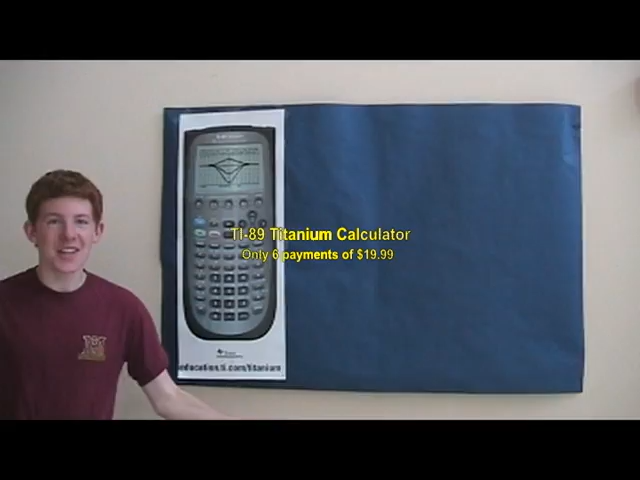 TI-89 Titanium Calculator
Only 6 payments of $19.99
education.ti.com/titanium